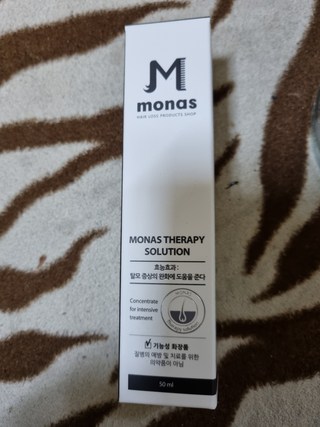 monas
HAIR LOSS PRODUCTS SHOP
MONAS THERAPY
SOLUTION
효능효과 :
탈모 증상의 완화에 도움을 준다
Concentrate
for intensive
treatment
기능성 화장품
질병의 예방 및 치료를 위한
의약품이 아님
50 ml